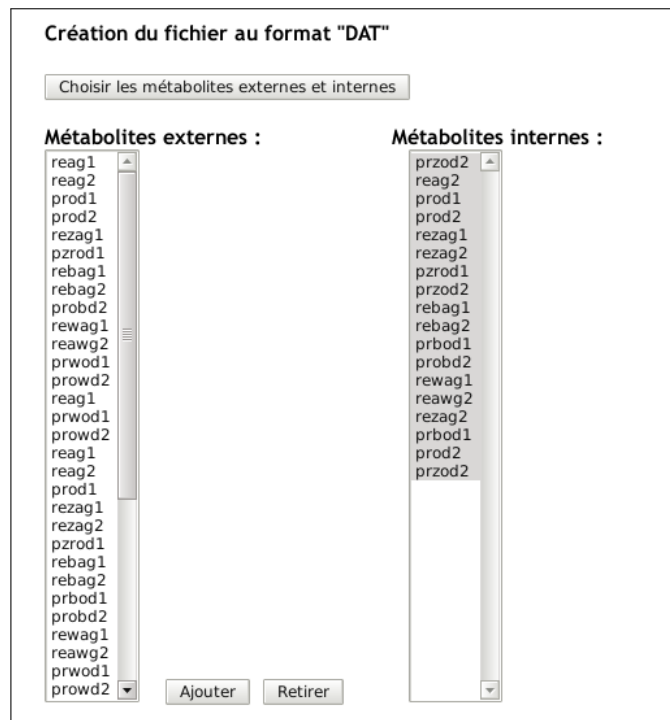 Création du fichier au format "DAT"
Choisir les métabolites externes et internes
Métabolites externes :
reag1
reag2
prod1
prod2
rezag1
pzrod1
rebag1
rebag2
probd2
rewag1
reawg2
prwod1
prowd2
reag1
prwod1
prowd2
reag1
reag2
prod1
rezag1
rezag2
pzrod1
rebag1
rebag2
prbod1
probd2
rewag1
reawg2
prwod1
prowd2
Ajouter
Retirer
Métabolites internes :
przod2
reag2
prod1
prod2
rezag1
rezag2
pzrod1
przod2
rebag1
rebag2
prbod1
probd2
rewag1
reawg2
rezag2
prbod1
prod2
przod2